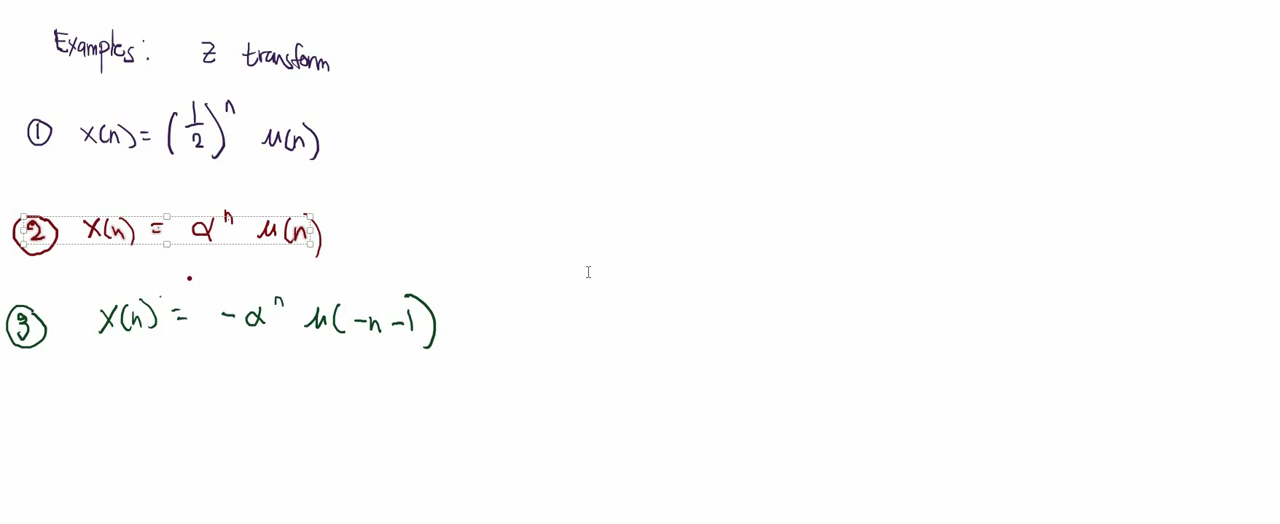 Examples: Z transform
① x(n) = (1/2)^n u(n)
② x(n) = α^n u(n)
③ x(n) = -α^n u(-n-1)